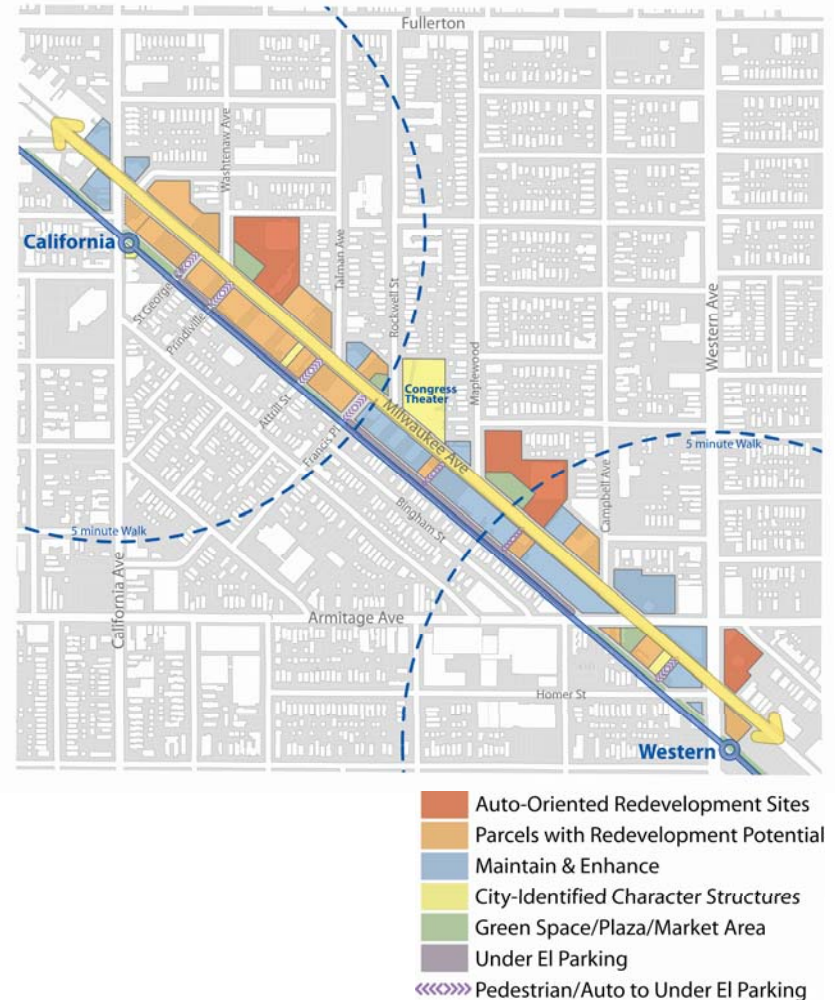 Fullerton
Washtenaw Ave
California
Talman Ave
Rockwell St
Western Ave
St George
Prindiville
Maplewood
Congress
Theater
Milwaukee Ave
Attrill St
Francis Pl
5 minute Walk
Campbell Ave
Bingham St
5 minute Walk
California Ave
Armitage Ave
Homer St
Western
Auto-Oriented Redevelopment Sites
Parcels with Redevelopment Potential
Maintain & Enhance
City-Identified Character Structures
Green Space/Plaza/Market Area
Under El Parking
Pedestrian/Auto to Under El Parking